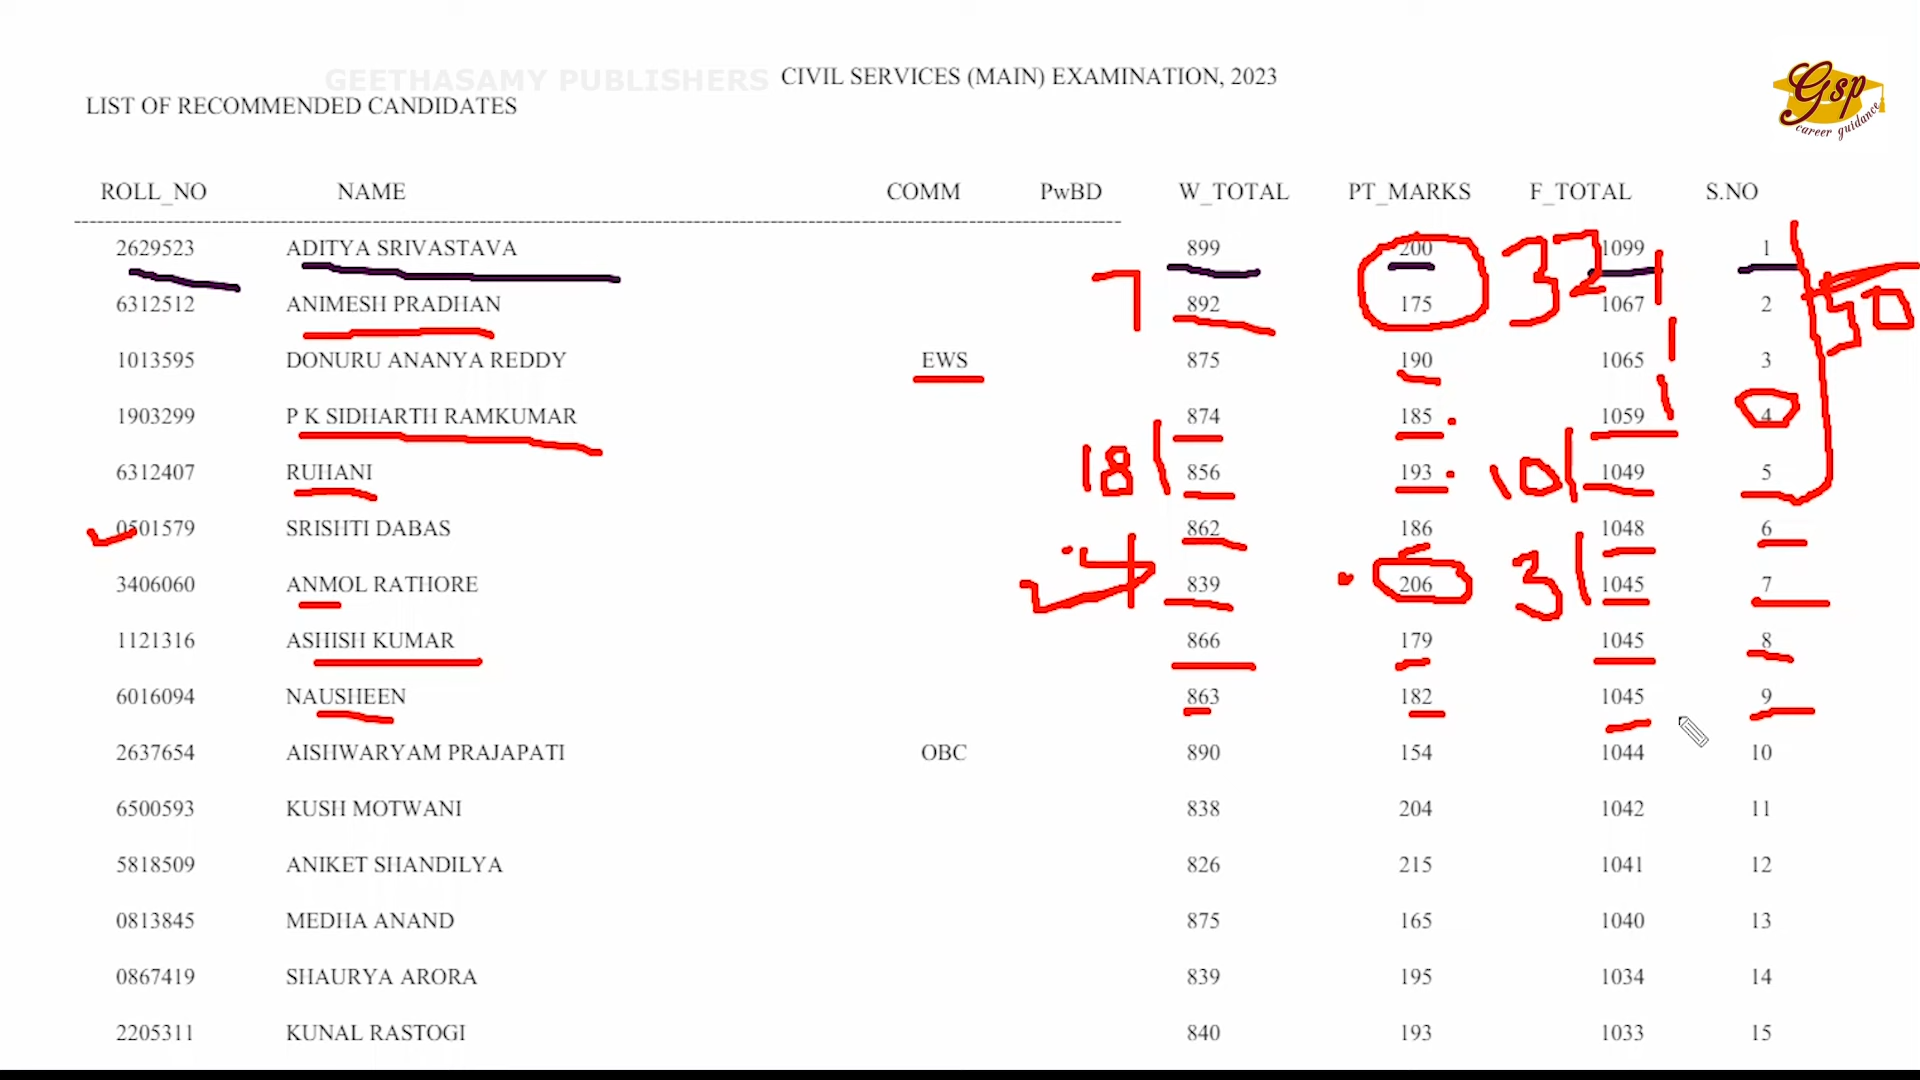 GEETHASAMY PUBLISHERS CIVIL SERVICES (MAIN) EXAMINATION, 2023
Gsp
career guidance
LIST OF RECOMMENDED CANDIDATES
ROLL_NO NAME COMM PwBD W_TOTAL PT_MARKS F_TOTAL S.NO
2629523 ADITYA SRIVASTAVA 899 200 1099 1
7 32 50
6312512 ANIMESH PRADHAN 892 175 1067 2
1013595 DONURU ANANYA REDDY EWS 875 190 1065 3
1903299 P K SIDHARTH RAMKUMAR 874 185 1059 4
18 10
6312407 RUHANI 856 193 1049 5
0501579 SRISHTI DABAS 862 186 1048 6
3
3406060 ANMOL RATHORE 839 206 1045 7
1121316 ASHISH KUMAR 866 179 1045 8
6016094 NAUSHEEN 863 182 1045 9
2637654 AISHWARYAM PRAJAPATI OBC 890 154 1044 10
6500593 KUSH MOTWANI 838 204 1042 11
5818509 ANIKET SHANDILYA 826 215 1041 12
0813845 MEDHA ANAND 875 165 1040 13
0867419 SHAURYA ARORA 839 195 1034 14
2205311 KUNAL RASTOGI 840 193 1033 15